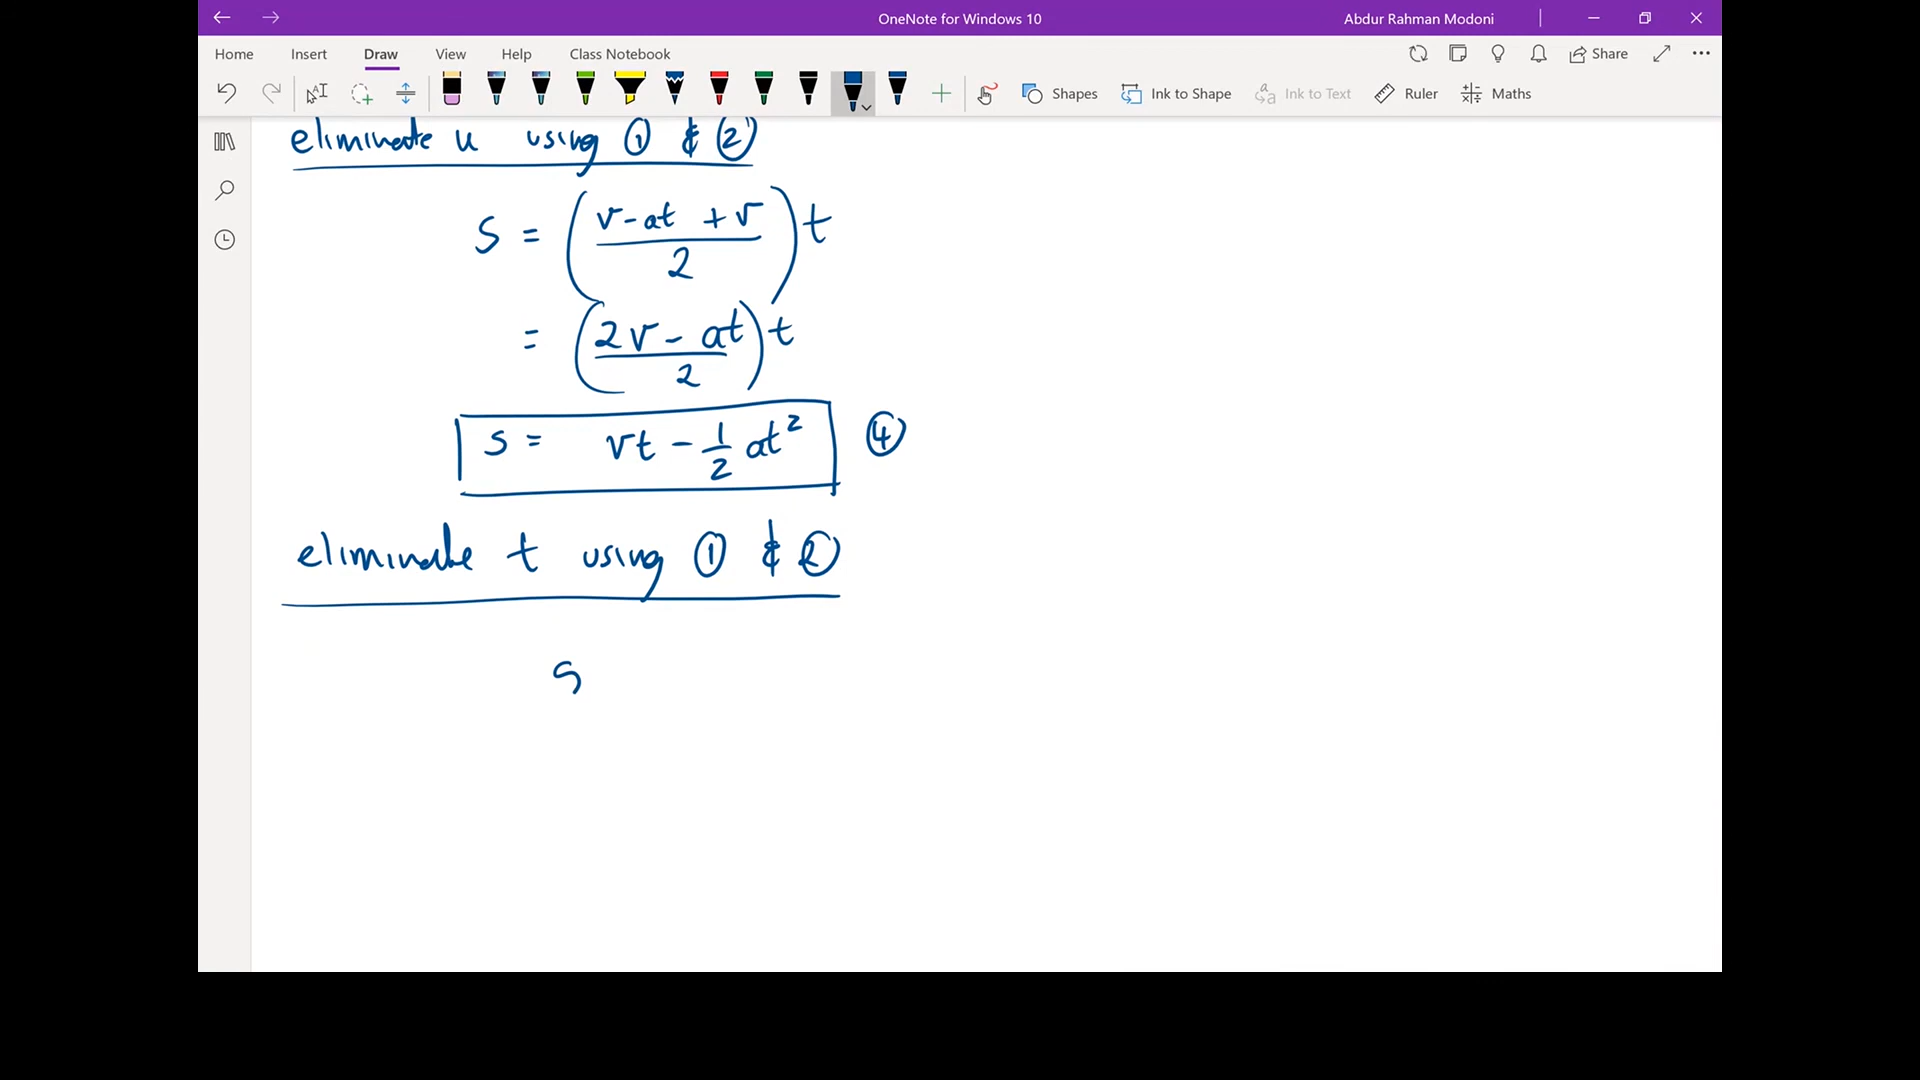 OneNote for Windows 10
Abdur Rahman Modoni
Home Insert Draw View Help Class Notebook
Share
Shapes Ink to Shape Ink to Text Ruler Maths
eliminate u using ① & ②
s = ((v-at +v)/2)t
= ((2v - at)/2)t
s = vt - 1/2 at² ④
eliminate t using ① & ②
s